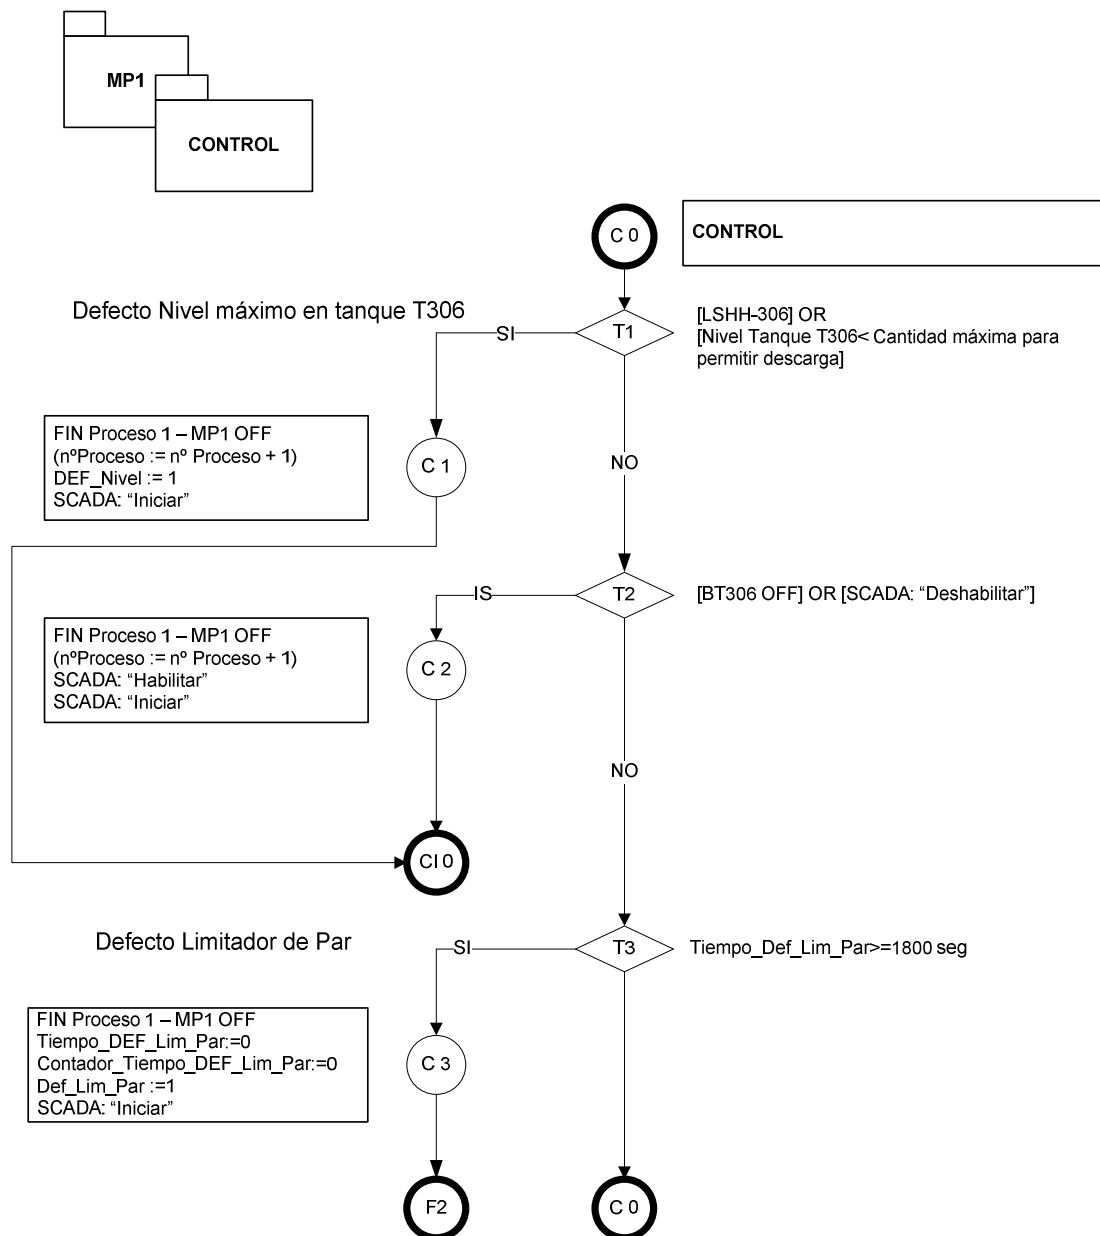 MP1
CONTROL
C 0
CONTROL
Defecto Nivel máximo en tanque T306
SI
T1
[LSHH-306] OR
[Nivel Tanque T306< Cantidad máxima para
permitir descarga]
FIN Proceso 1 – MP1 OFF
(nºProceso := nº Proceso + 1)
DEF_Nivel := 1
SCADA: “Iniciar”
C 1
NO
IS
T2
[BT306 OFF] OR [SCADA: “Deshabilitar”]
FIN Proceso 1 – MP1 OFF
(nºProceso := nº Proceso + 1)
SCADA: “Habilitar”
SCADA: “Iniciar”
C 2
NO
CI 0
Defecto Limitador de Par
SI
T3
Tiempo_Def_Lim_Par>=1800 seg
FIN Proceso 1 – MP1 OFF
Tiempo_DEF_Lim_Par:=0
Contador_Tiempo_DEF_Lim_Par:=0
Def_Lim_Par :=1
SCADA: “Iniciar”
C 3
F2
C 0